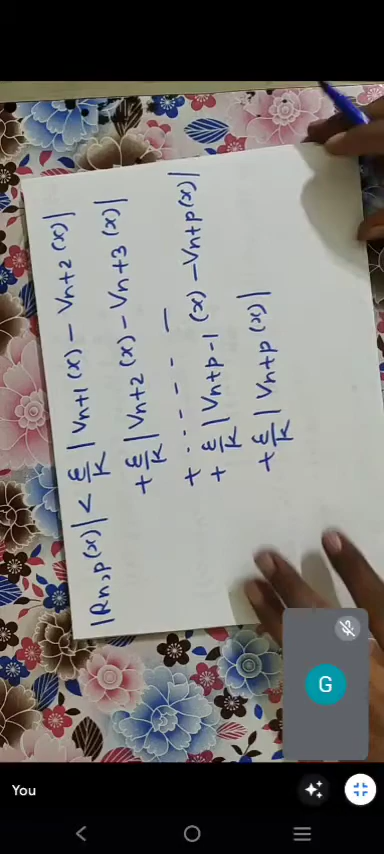 |Rn,p(x)| < ε/K | Vn+1 (x) − Vn+2 (x)|
+ ε/K | Vn+2 (x) − Vn+3 (x)|
+ - - - - - −
+ ε/K | Vn+p-1 (x) − Vn+p(x)|
+ ε/K | Vn+p (x)|
G
You